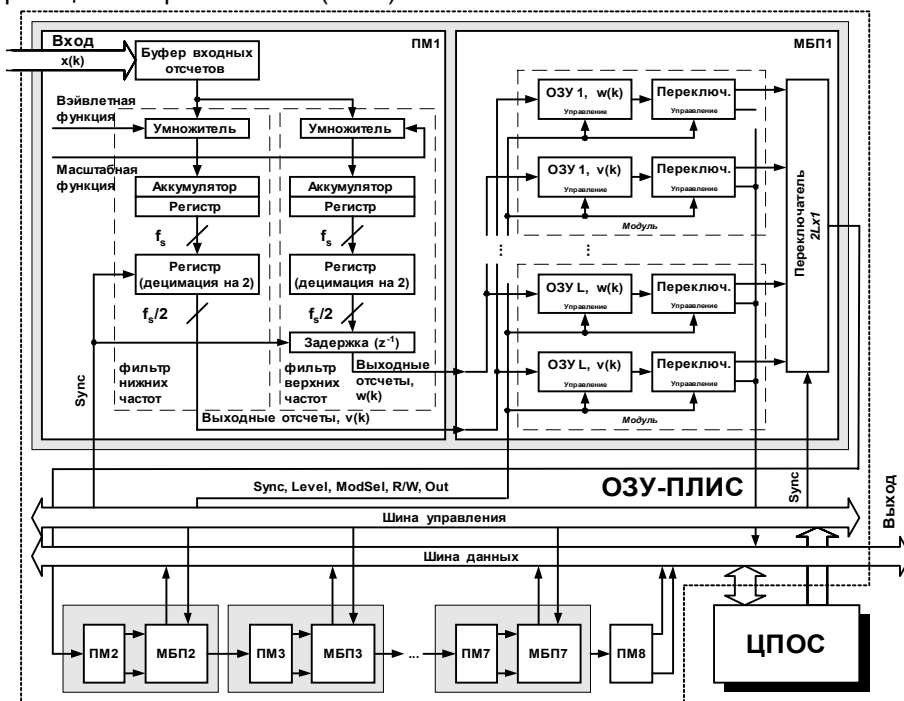 Вход
x(k)
Буфер входных
отсчетов
ПМ1
МБП1
Вэйвлетная
функция
Умножитель
Умножитель
Масштабная
функция
Аккумулятор
Регистр
Аккумулятор
Регистр
fs
fs
Регистр
(децимация на 2)
Регистр
(децимация на 2)
fs/2
fs/2
Задержка (z-1)
фильтр
нижних
частот
фильтр
верхних
частот
Выходные
отсчеты,
w(k)
Выходные отсчеты, v(k)
Sync
ОЗУ 1, w(k)
Управление
Переключ.
Управление
ОЗУ 1, v(k)
Управление
Переключ.
Управление
Модуль
...
...
ОЗУ L, w(k)
Управление
Переключ.
Управление
ОЗУ L, v(k)
Управление
Переключ.
Управление
Модуль
Переключатель
2Lx1
Sync, Level, ModSel, R/W, Out
ОЗУ-ПЛИС
Sync
Выход
Шина управления
Шина данных
ПМ2
МБП2
ПМ3
МБП3
...
ПМ7
МБП7
ПМ8
ЦПОС